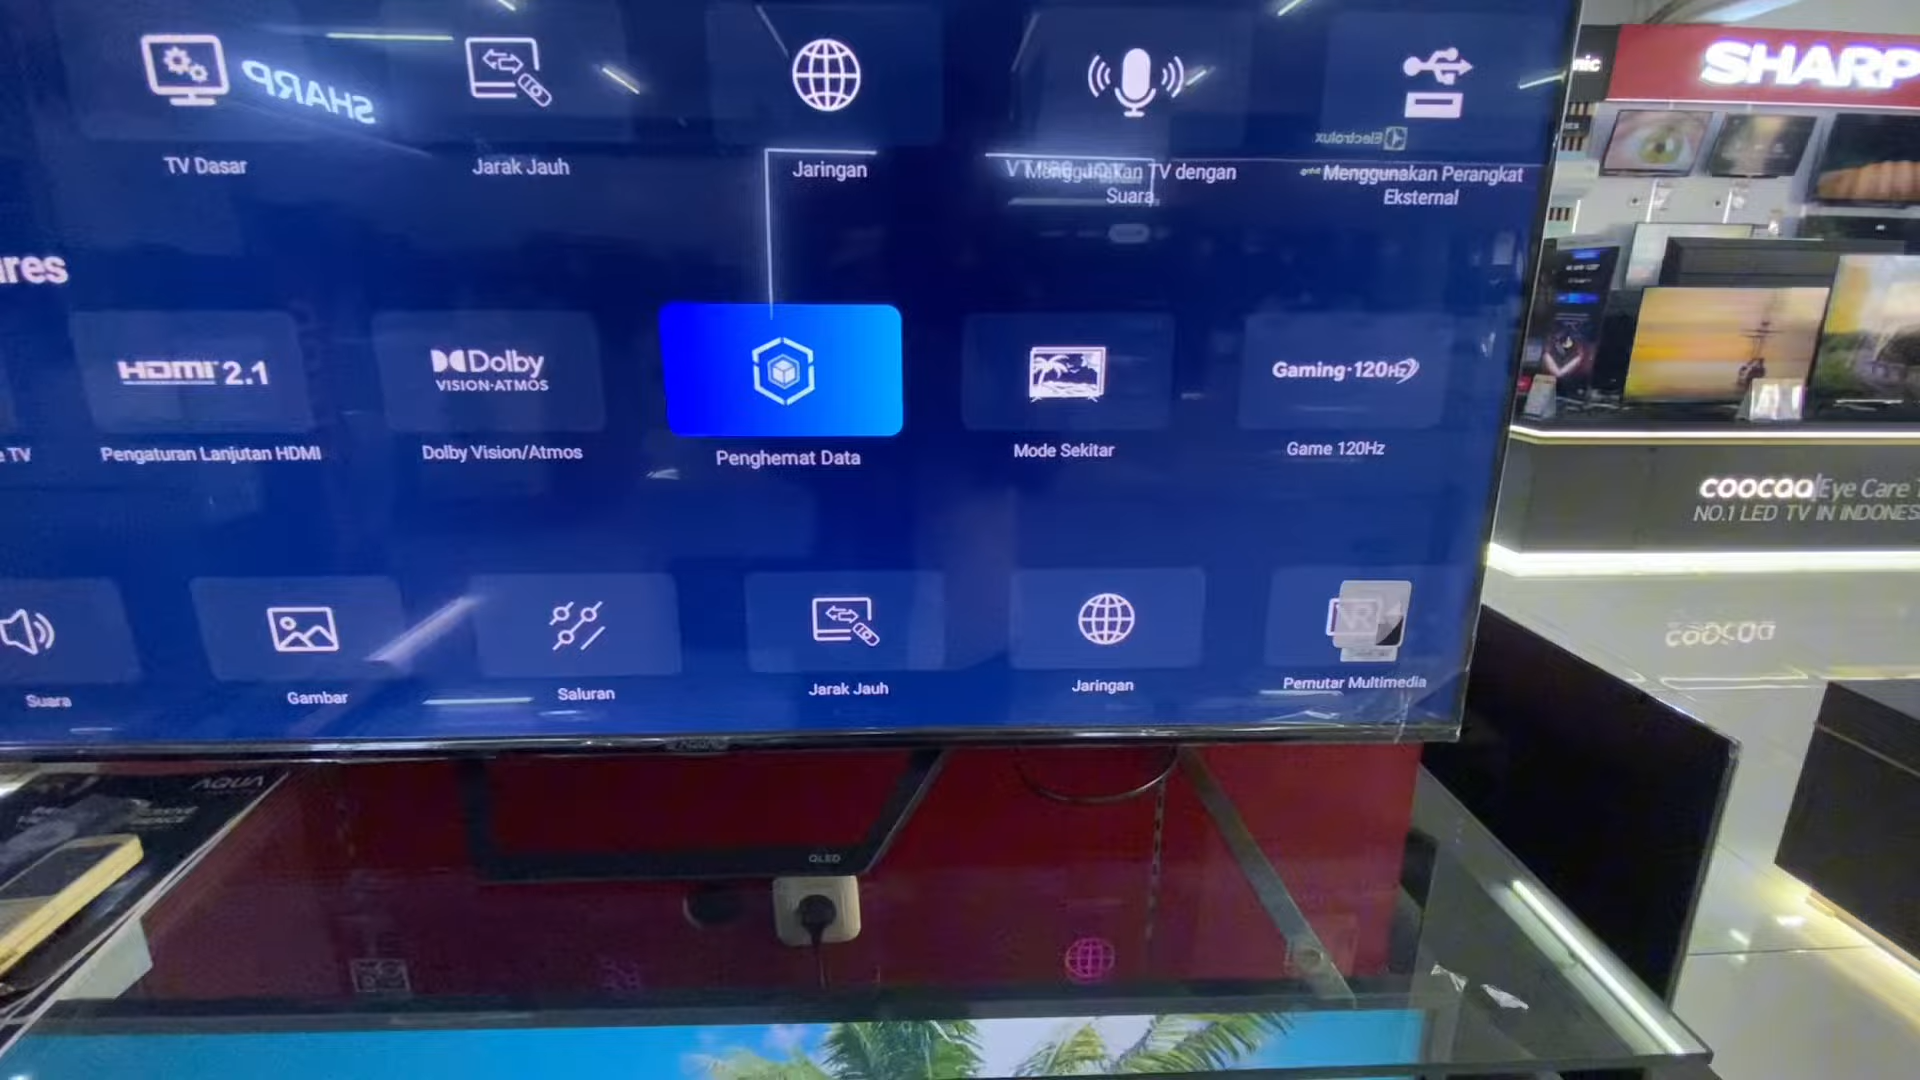 SHARP
SHARP
Electrolux
TV Dasar
Jarak Jauh
Jaringan
Menggunakan TV dengan
Suara
Menggunakan Perangkat
Eksternal
HDMI 2.1
Dolby
VISION·ATMOS
Gaming·120Hz
TV
Pengaturan Lanjutan HDMI
Dolby Vision/Atmos
Penghemat Data
Mode Sekitar
Game 120Hz
coocaa Eye Care
NO.1 LED TV IN
coocaa
Suara
Gambar
Saluran
Jarak Jauh
Jaringan
Pemutar Multimedia
AQUA
QLED